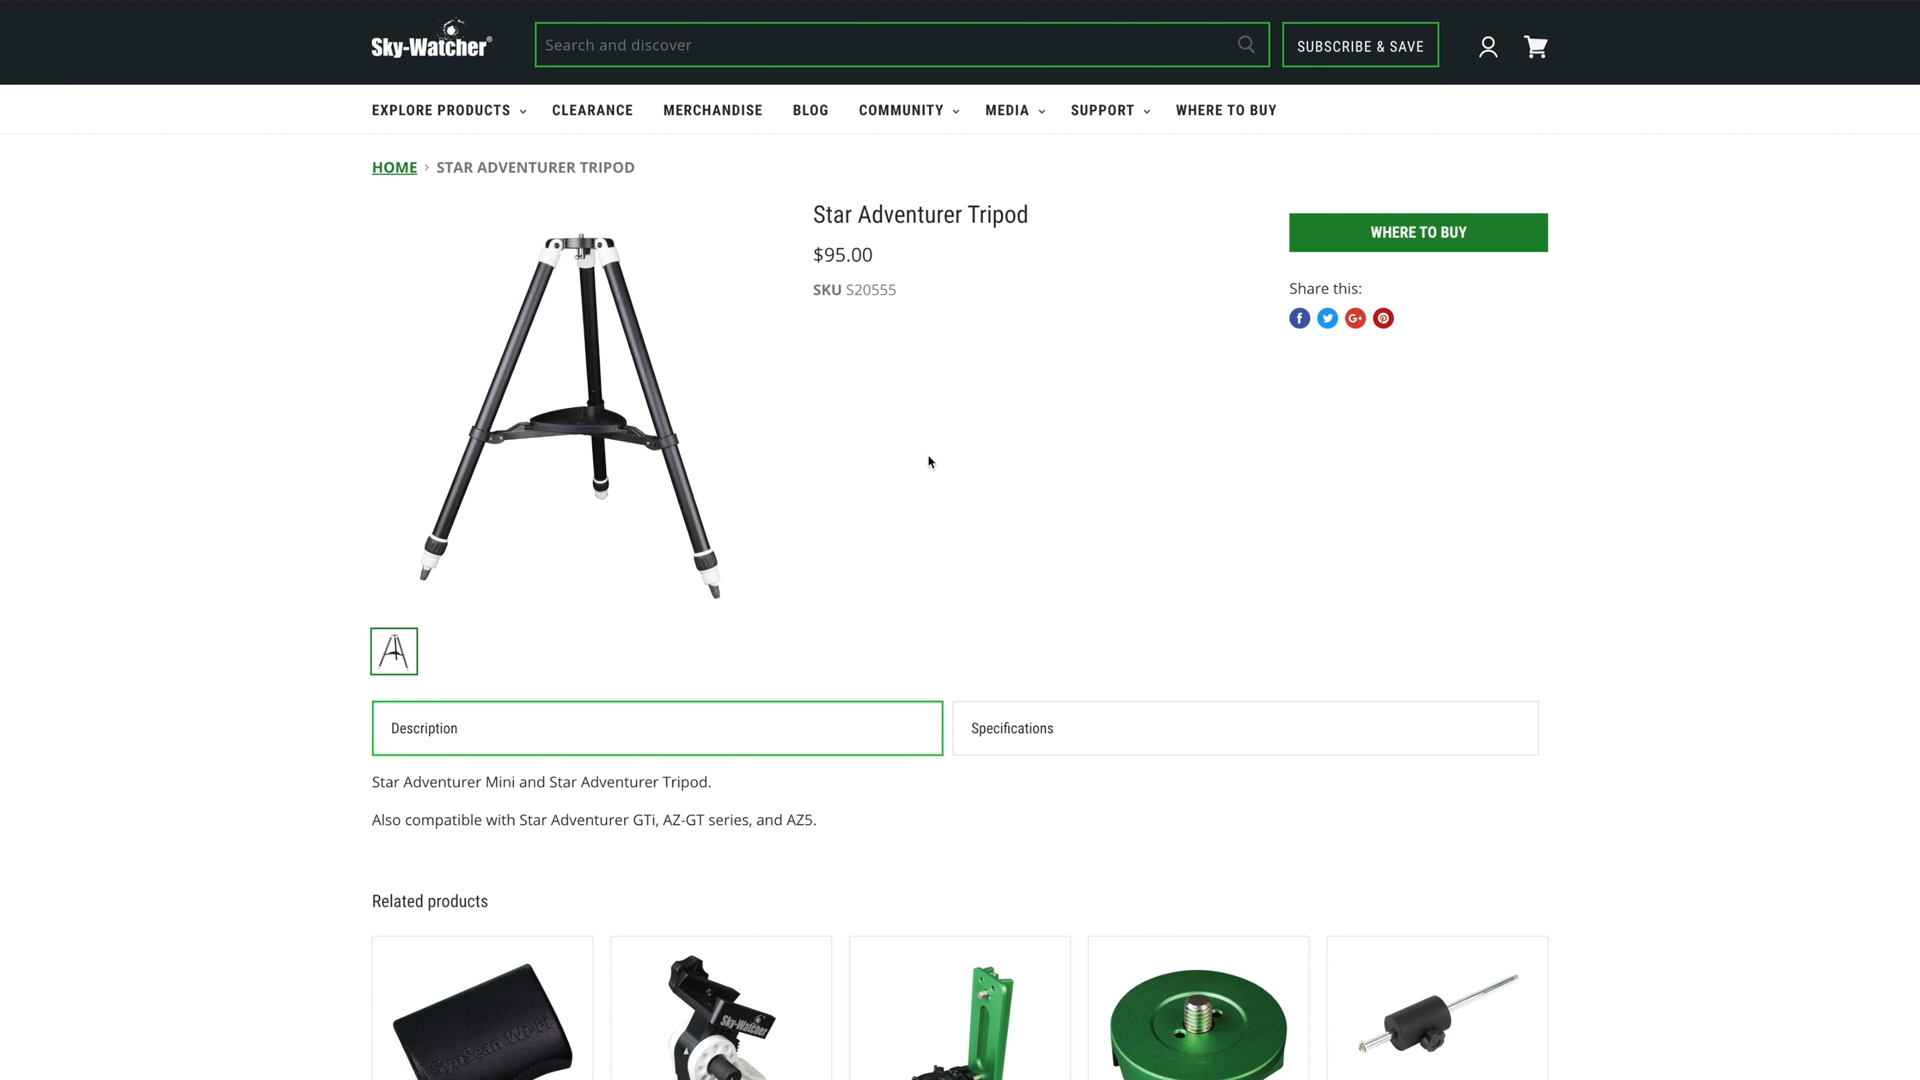 Sky-Watcher®
Search and discover
SUBSCRIBE & SAVE
EXPLORE PRODUCTS
CLEARANCE
MERCHANDISE
BLOG
COMMUNITY
MEDIA
SUPPORT
WHERE TO BUY
HOME › STAR ADVENTURER TRIPOD
Star Adventurer Tripod
$95.00
SKU S20555
WHERE TO BUY
Share this:
Description
Specifications
Star Adventurer Mini and Star Adventurer Tripod.
Also compatible with Star Adventurer GTi, AZ-GT series, and AZ5.
Related products
SynScan Wi-Fi
Sky-Watcher